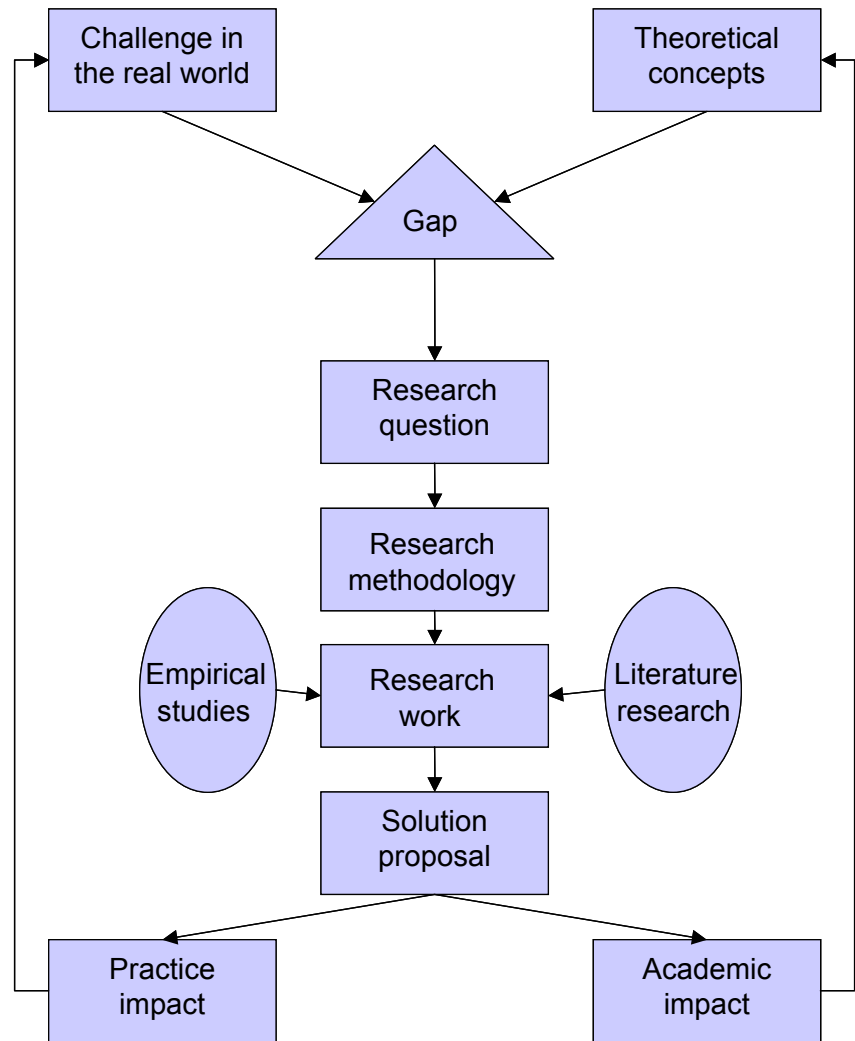 Challenge in
the real world
Theoretical
concepts
Gap
Research
question
Research
methodology
Empirical
studies
Research
work
Literature
research
Solution
proposal
Practice
impact
Academic
impact